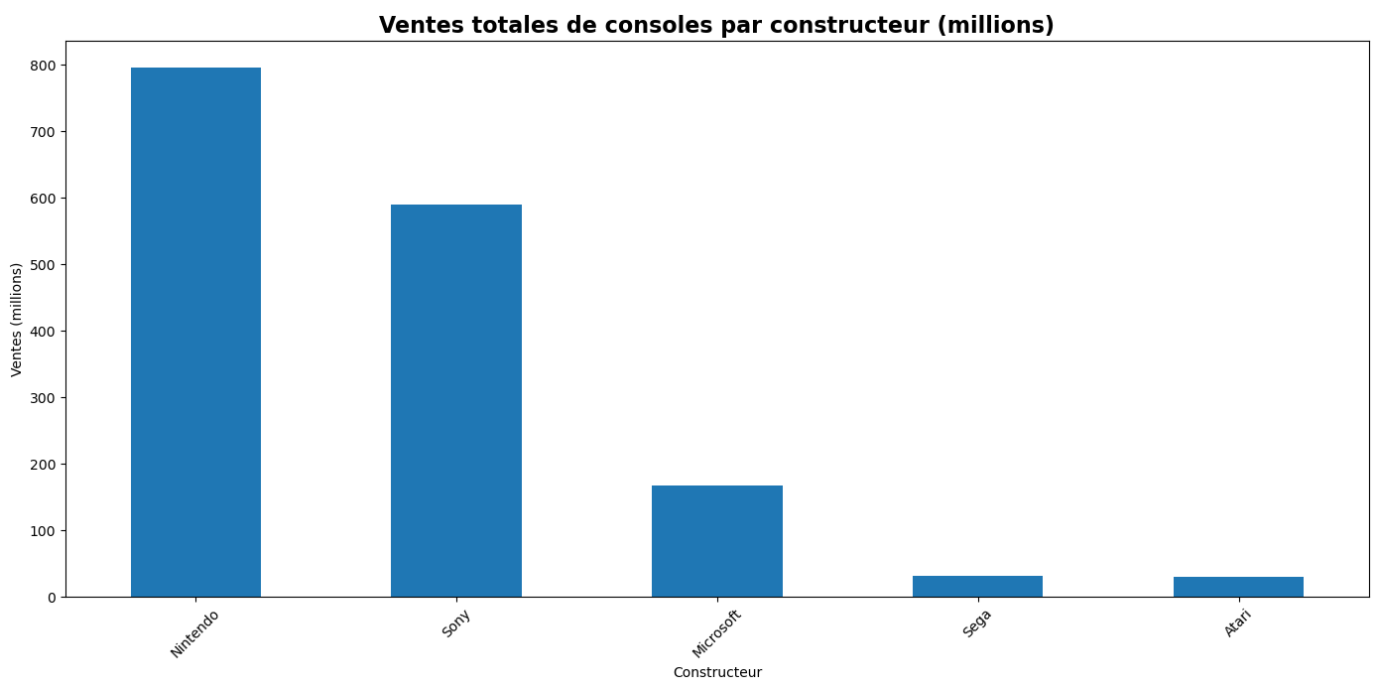 Ventes totales de consoles par constructeur (millions)
800
700
600
500
400
300
200
100
0
Ventes (millions)
Nintendo
Sony
Microsoft
Sega
Atari
Constructeur